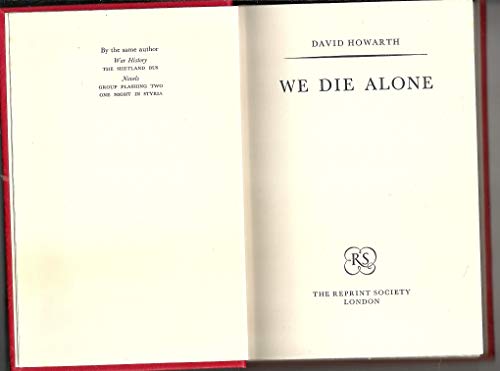 By the same author
War History
THE SHETLAND BUS
Novels
GROUP FLASHING TWO
ONE NIGHT IN STYRIA
DAVID HOWARTH
WE DIE ALONE
RS
THE REPRINT SOCIETY
LONDON